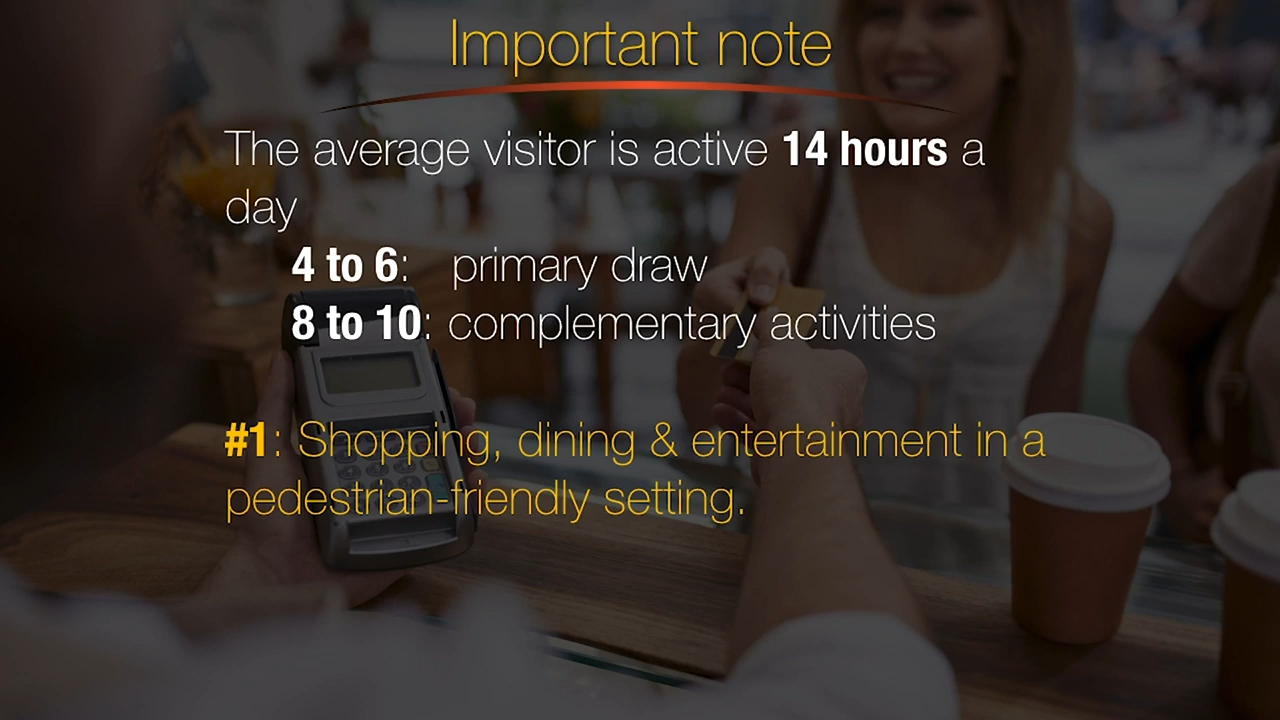 Important note
The average visitor is active 14 hours a
day
4 to 6: primary draw
8 to 10: complementary activities
#1: Shopping, dining & entertainment in a
pedestrian-friendly setting.